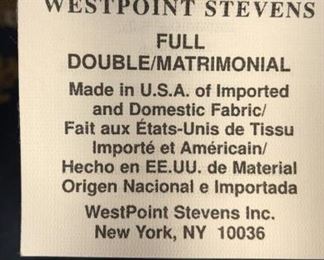 WESTPOINT STEVENS
FULL
DOUBLE/MATRIMONIAL
Made in U.S.A. of Imported
and Domestic Fabric/
Fait aux États-Unis de Tissu
Importé et Américain/
Hecho en EE.UU. de Material
Origen Nacional e Importada
WestPoint Stevens Inc.
New York, NY 10036